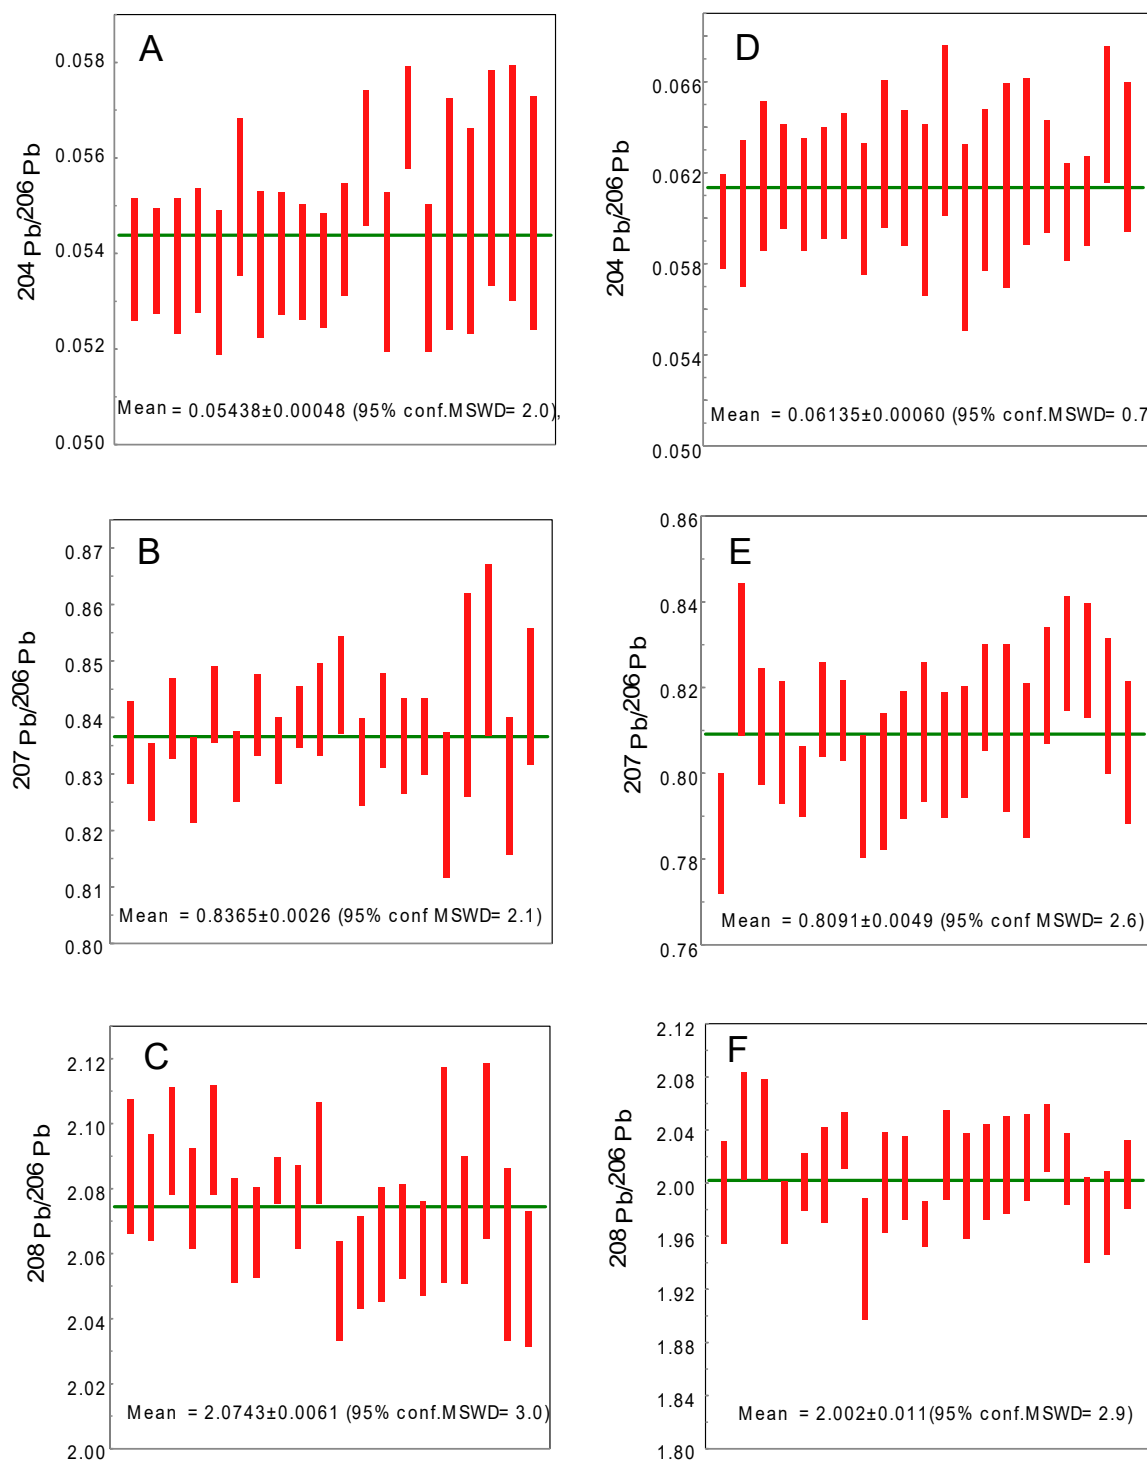 A
204Pb/206Pb
0.058
0.056
0.054
0.052
0.050
Mean = 0.05438±0.00048 (95% conf.MSWD= 2.0),
D
204Pb/206Pb
0.066
0.062
0.058
0.054
0.050
Mean = 0.06135±0.00060 (95% conf.MSWD= 0.7
B
207Pb/206Pb
0.87
0.86
0.85
0.84
0.83
0.82
0.81
0.80
Mean = 0.8365±0.0026 (95% conf MSWD= 2.1)
E
207Pb/206Pb
0.86
0.84
0.82
0.80
0.78
0.76
Mean = 0.8091±0.0049 (95% conf MSWD= 2.6)
C
208Pb/206Pb
2.12
2.10
2.08
2.06
2.04
2.02
2.00
Mean = 2.0743±0.0061 (95% conf.MSWD= 3.0)
F
208Pb/206Pb
2.12
2.08
2.04
2.00
1.96
1.92
1.88
1.84
1.80
Mean = 2.002±0.011(95% conf.MSWD= 2.9)